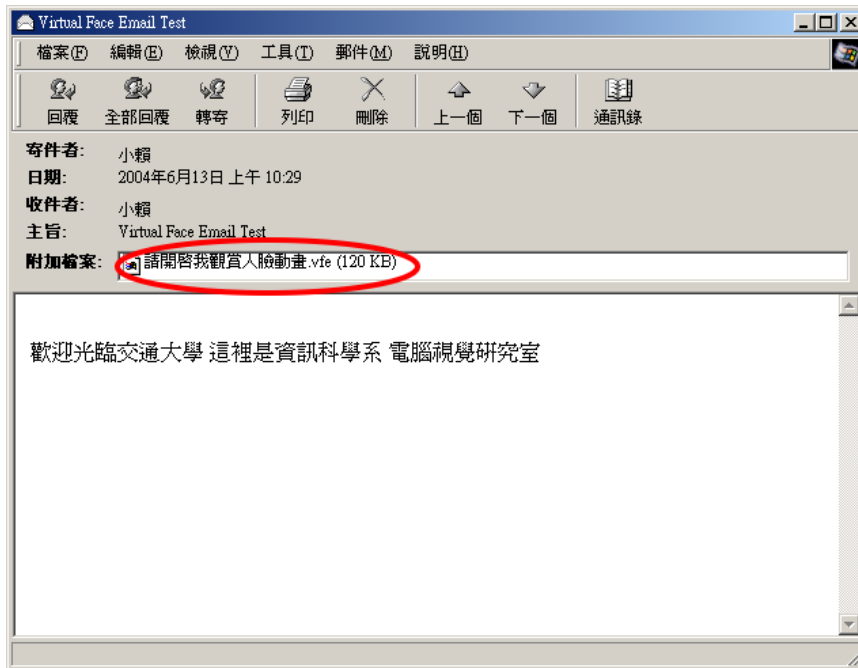 Virtual Face Email Test
檔案(F) 編輯(E) 檢視(V) 工具(T) 郵件(M) 說明(H)
回覆 全部回覆 轉寄 列印 刪除 上一個 下一個 通訊錄
寄件者: 小賴
日期: 2004年6月13日 上午 10:29
收件者: 小賴
主旨: Virtual Face Email Test
附加檔案: 請開啓我觀賞人臉動畫.vfe (120 KB)
歡迎光臨交通大學 這裡是資訊科學系 電腦視覺研究室